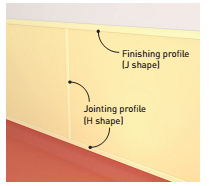 Finishing profile
(J shape)
Jointing profile
(H shape)